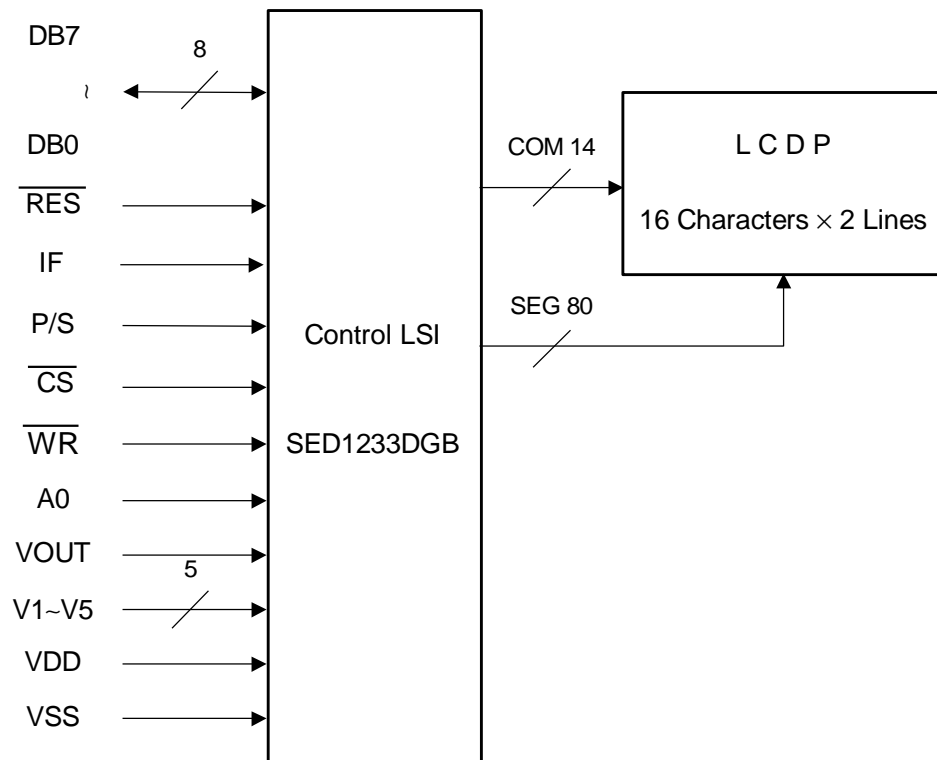 DB7
~
DB0
8
RES
IF
P/S
CS
WR
A0
VOUT
V1~V5
5
VDD
VSS
Control LSI
SED1233DGB
COM 14
SEG 80
L C D P
16 Characters × 2 Lines